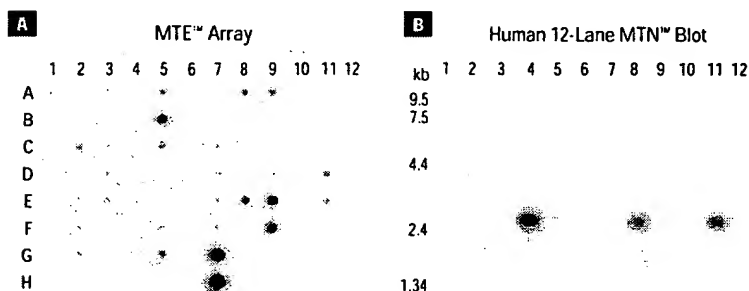 A
MTE™ Array
1 2 3 4 5 6 7 8 9 10 11 12
A
B
C
D
E
F
G
H
B
Human 12-Lane MTN™ Blot
kb 1 2 3 4 5 6 7 8 9 10 11 12
9.5
7.5
4.4
2.4
1.34